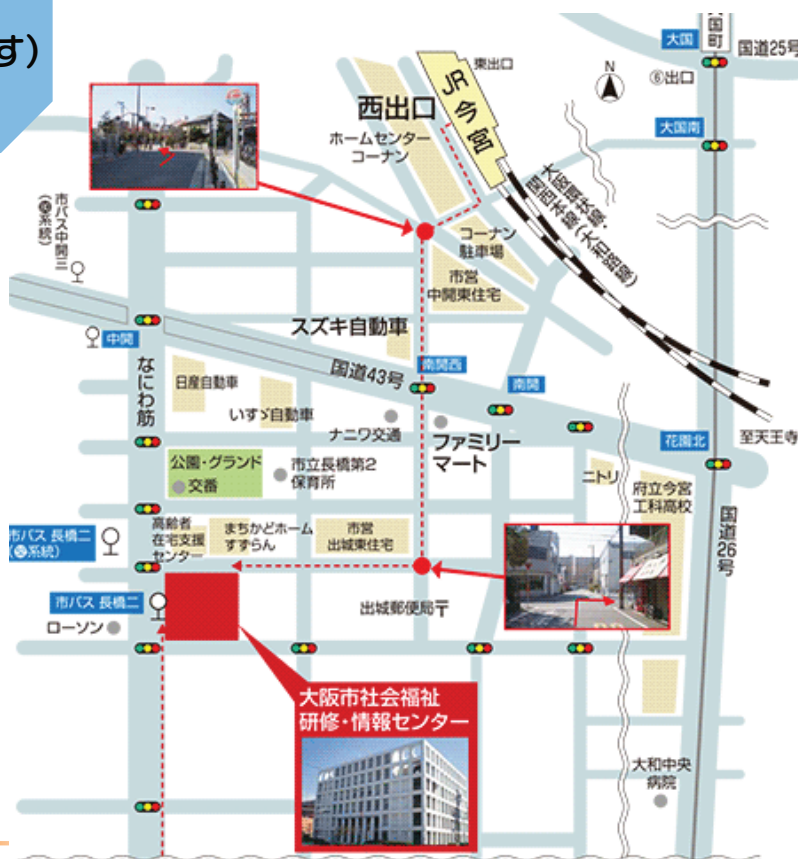 す)
大国町
大国
国道25号
東出口
⑥出口
N
JR今宮
西出口
ホームセンター
コーナン
大国南
大阪環状線・
関西本線(大和路線)
市バス中開三
コーナン
駐車場
市営
中開東住宅
スズキ自動車
中開
国道43号
南開西
南開
なにわ筋
日産自動車
いすゞ自動車
ナニワ交通
ファミリー
マート
花園北
至天王寺
公園・グランド
交番
市立長橋第2
保育所
ニトリ
府立今宮
工科高校
国道26号
高齢者
在宅支援
センター
まちかどホーム
すずらん
市営
出城東住宅
市バス 長橋二
市バス 長橋二
ローソン
出城郵便局〒
大阪市社会福祉
研修・情報センター
大和中央
病院